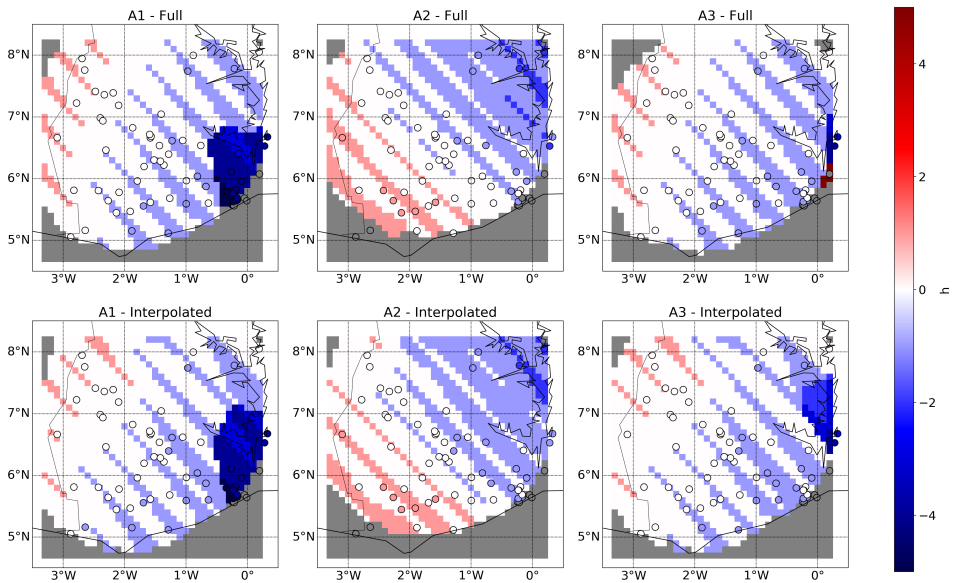 A1 - Full A2 - Full A3 - Full
8°N 8°N 8°N
7°N 7°N 7°N
6°N 6°N 6°N
5°N 5°N 5°N
3°W 2°W 1°W 0° 3°W 2°W 1°W 0° 3°W 2°W 1°W 0°
A1 - Interpolated A2 - Interpolated A3 - Interpolated
8°N 8°N 8°N
7°N 7°N 7°N
6°N 6°N 6°N
5°N 5°N 5°N
3°W 2°W 1°W 0° 3°W 2°W 1°W 0° 3°W 2°W 1°W 0°
4
2
0
−2
−4
h